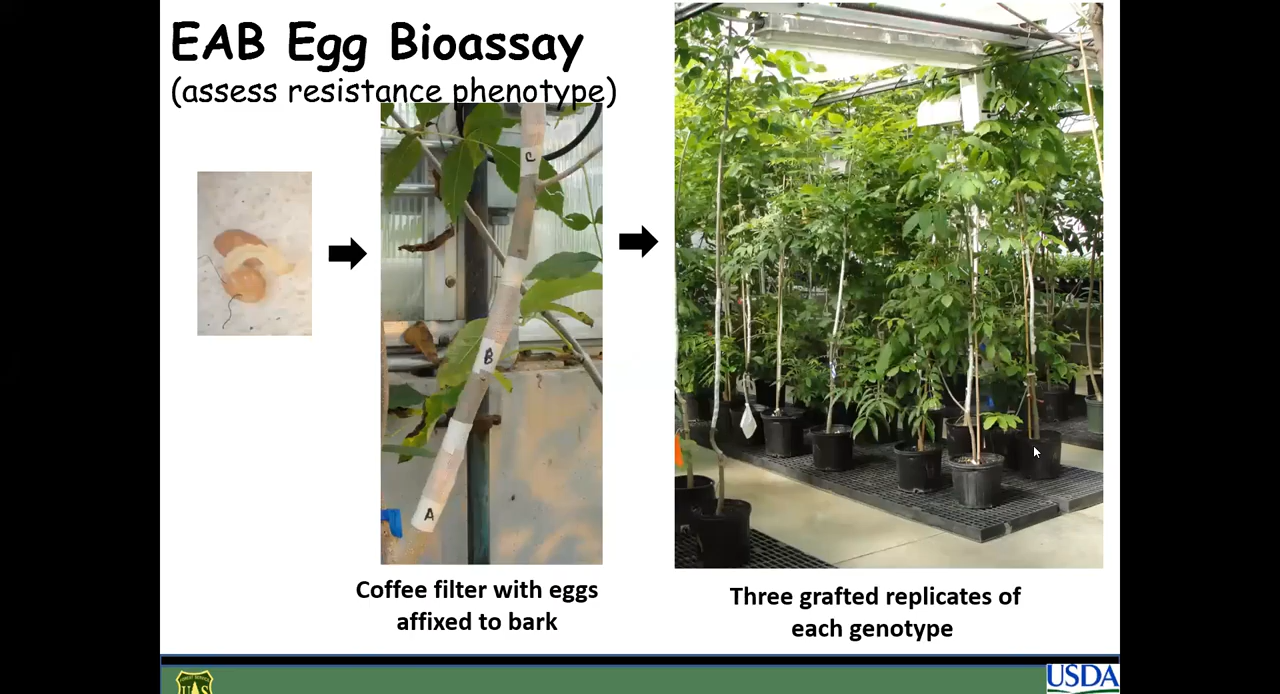 EAB Egg Bioassay
(assess resistance phenotype)
C
B
A
Coffee filter with eggs
affixed to bark
Three grafted replicates of
each genotype
UAS
USDA